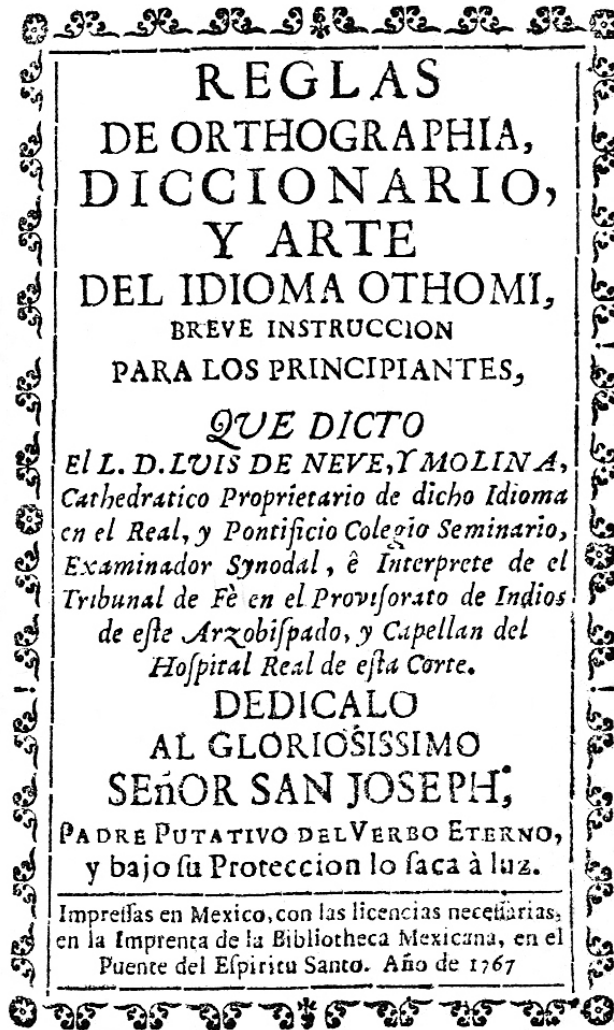 REGLAS
DE ORTHOGRAPHIA,
DICCIONARIO,
Y ARTE
DEL IDIOMA OTHOMI,
BREVE INSTRUCCION
PARA LOS PRINCIPIANTES,
QUE DICTO
El L. D. LUIS DE NEVE, Y MOLINA,
Cathedratico Proprietario de dicho Idioma
en el Real, y Pontificio Colegio Seminario,
Examinador Synodal, ê Interprete de el
Tribunal de Fè en el Proviſorato de Indios
de eſte Arzobiſpado, y Capellan del
Hoſpital Real de eſta Corte.
DEDICALO
AL GLORIOSISSIMO
SEñOR SAN JOSEPH,
PADRE PUTATIVO DEL VERBO ETERNO,
y bajo ſu Proteccion lo ſaca à luz.
Impreſſas en Mexico, con las licencias neceſſarias,
en la Imprenta de la Bibliotheca Mexicana, en el
Puente del Eſpiritu Santo. Año de 1767